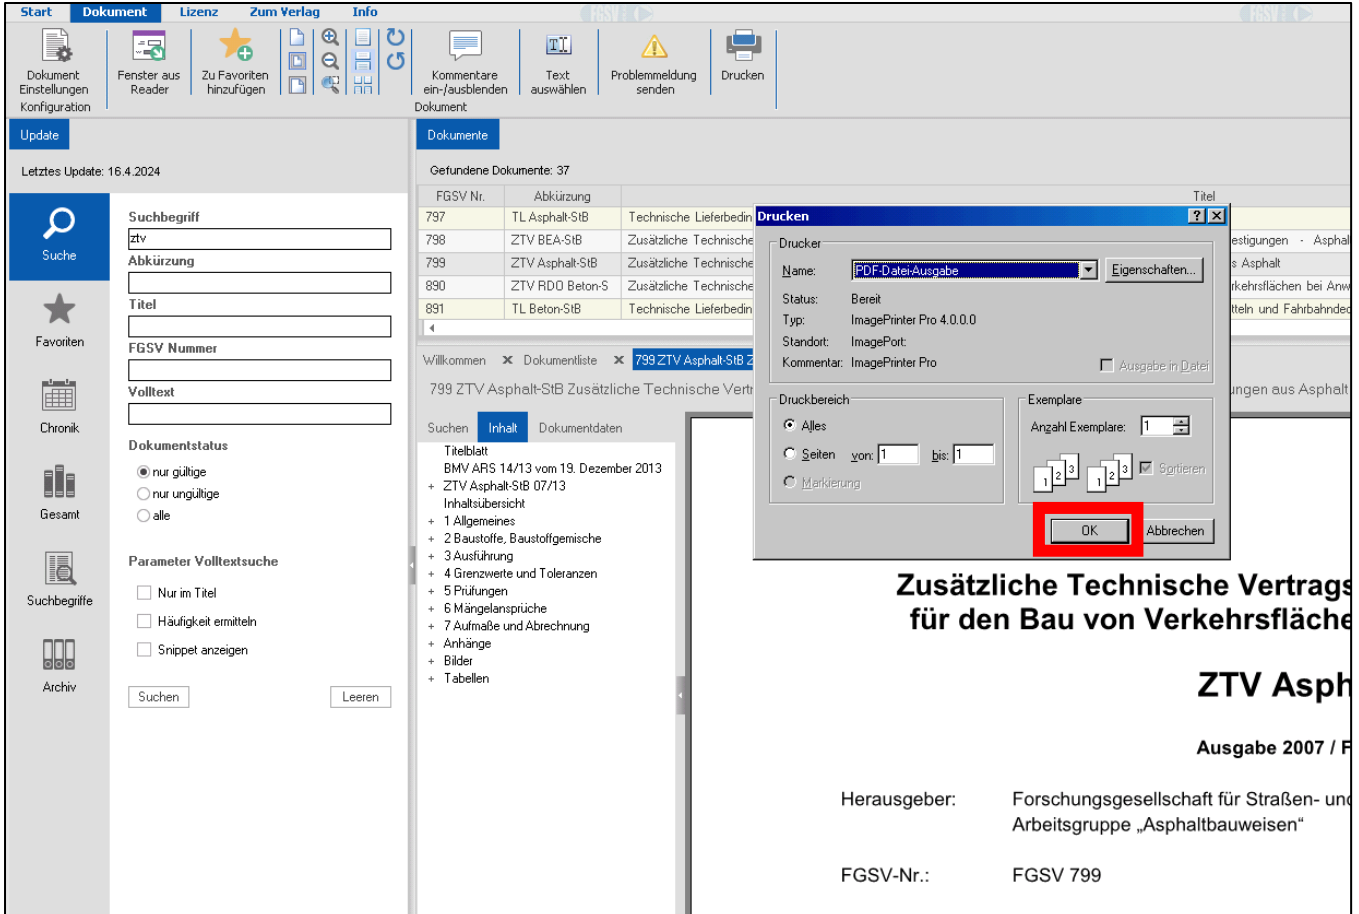 Start Dokument Lizenz Zum Verlag Info
FGSV
FGSV
Dokument
Einstellungen
Fenster aus
Reader
Zu Favoriten
hinzufügen
Kommentare
ein-/ausblenden
Text
auswählen
Problemmeldung
senden
Drucken
Konfiguration
Dokument
Update
Letztes Update: 16.4.2024
Suche
Favoriten
Chronik
Gesamt
Suchbegriffe
Archiv
Suchbegriff
ztv
Abkürzung
Titel
FGSV Nummer
Volltext
Dokumentstatus
nur gültige
nur ungültige
alle
Parameter Volltextsuche
Nur im Titel
Häufigkeit ermitteln
Snippet anzeigen
Suchen Leeren
Dokumente
Gefundene Dokumente: 37
FGSV Nr. Abkürzung Titel
797 TL Asphalt-StB Technische Lieferbedin
798 ZTV BEA-StB Zusätzliche Technische estigungen - Asphal
799 ZTV Asphalt-StB Zusätzliche Technische s Asphalt
890 ZTV RDO Beton-S Zusätzliche Technische rkehrsflächen bei Anw
891 TL Beton-StB Technische Lieferbedin tteln und Fahrbahndec
Willkommen Dokumentliste 799 ZTV Asphalt-StB Z
799 ZTV Asphalt-StB Zusätzliche Technische Vertr ungen aus Asphalt
Suchen Inhalt Dokumentdaten
Titelblatt
BMV ARS 14/13 vom 19. Dezember 2013
+ ZTV Asphalt-StB 07/13
Inhaltsübersicht
+ 1 Allgemeines
+ 2 Baustoffe, Baustoffgemische
+ 3 Ausführung
+ 4 Grenzwerte und Toleranzen
+ 5 Prüfungen
+ 6 Mängelansprüche
+ 7 Aufmaße und Abrechnung
+ Anhänge
+ Bilder
+ Tabellen
Drucken
Drucker
Name: PDF-Datei-Ausgabe Eigenschaften...
Status: Bereit
Typ: ImagePrinter Pro 4.0.0.0
Standort: ImagePort:
Kommentar: ImagePrinter Pro Ausgabe in Datei
Druckbereich
Alles
Seiten von: 1 bis: 1
Markierung
Exemplare
Anzahl Exemplare: 1
1 2 3 1 2 3 Sortieren
OK Abbrechen
Zusätzliche Technische Vertrags
für den Bau von Verkehrsfläche
ZTV Asph
Ausgabe 2007 / F
Herausgeber: Forschungsgesellschaft für Straßen- und
Arbeitsgruppe „Asphaltbauweisen“
FGSV-Nr.: FGSV 799